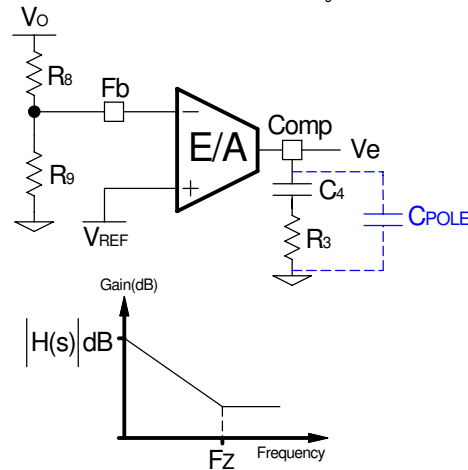 VO
R8
Fb
−
E/A
+
R9
VREF
Comp
Ve
C4
R3
CPOLE
Gain(dB)
|H(s)|dB
FZ
Frequency